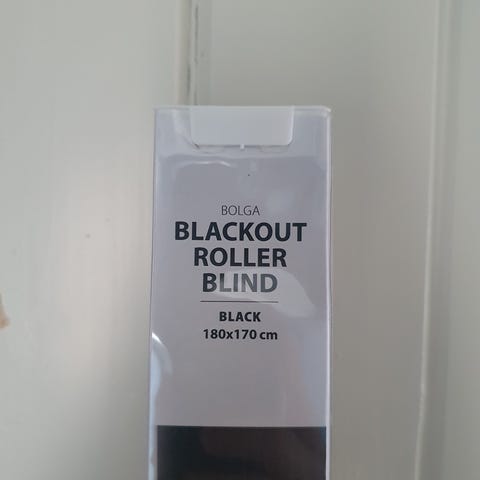 BOLGA
BLACKOUT
ROLLER
BLIND
BLACK
180x170 cm